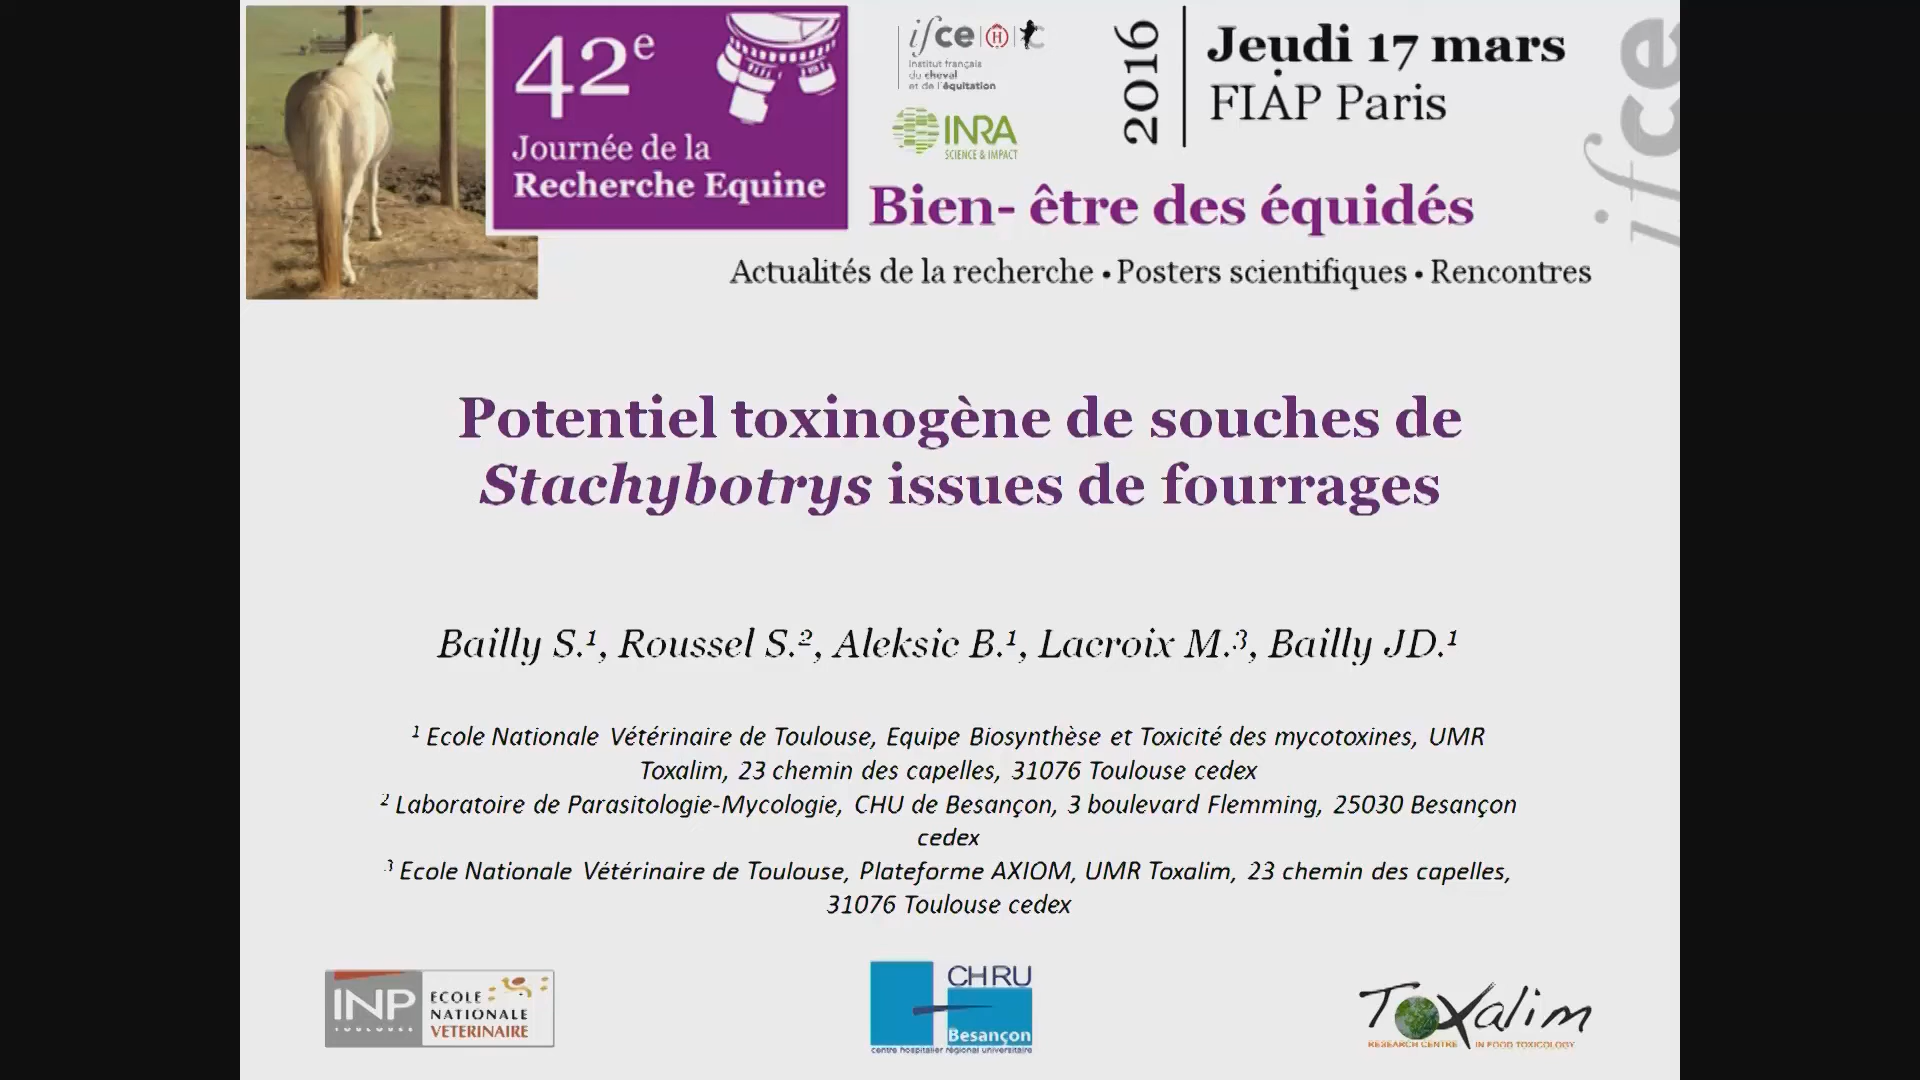 42e
Journée de la
Recherche Equine
ifce
institut français
du cheval
et de l'équitation
INRA
SCIENCE & IMPACT
2016
Jeudi 17 mars
FIAP Paris
ifce
Bien- être des équidés
Actualités de la recherche • Posters scientifiques • Rencontres
Potentiel toxinogène de souches de
Stachybotrys issues de fourrages
Bailly S.¹, Roussel S.², Aleksic B.¹, Lacroix M.³, Bailly JD.¹
¹ Ecole Nationale Vétérinaire de Toulouse, Equipe Biosynthèse et Toxicité des mycotoxines, UMR
Toxalim, 23 chemin des capelles, 31076 Toulouse cedex
² Laboratoire de Parasitologie-Mycologie, CHU de Besançon, 3 boulevard Flemming, 25030 Besançon
cedex
³ Ecole Nationale Vétérinaire de Toulouse, Plateforme AXIOM, UMR Toxalim, 23 chemin des capelles,
31076 Toulouse cedex
INP
TOULOUSE
ECOLE
NATIONALE
VETERINAIRE
CHRU
Besançon
centre hospitalier régional universitaire
Toxalim
RESEARCH CENTRE IN FOOD TOXICOLOGY